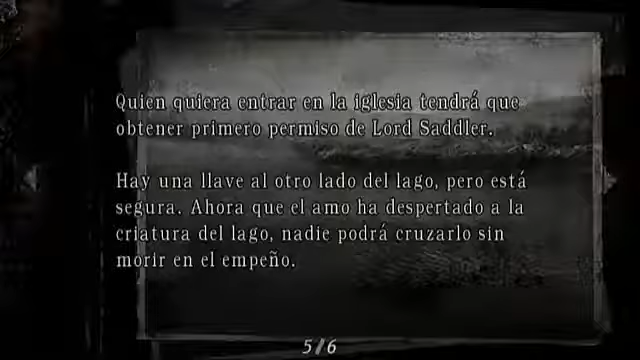 Quien quiera entrar en la iglesia tendrá que
obtener primero permiso de Lord Saddler.
Hay una llave al otro lado del lago, pero está
segura. Ahora que el amo ha despertado a la
criatura del lago, nadie podrá cruzarlo sin
morir en el empeño.
5/6